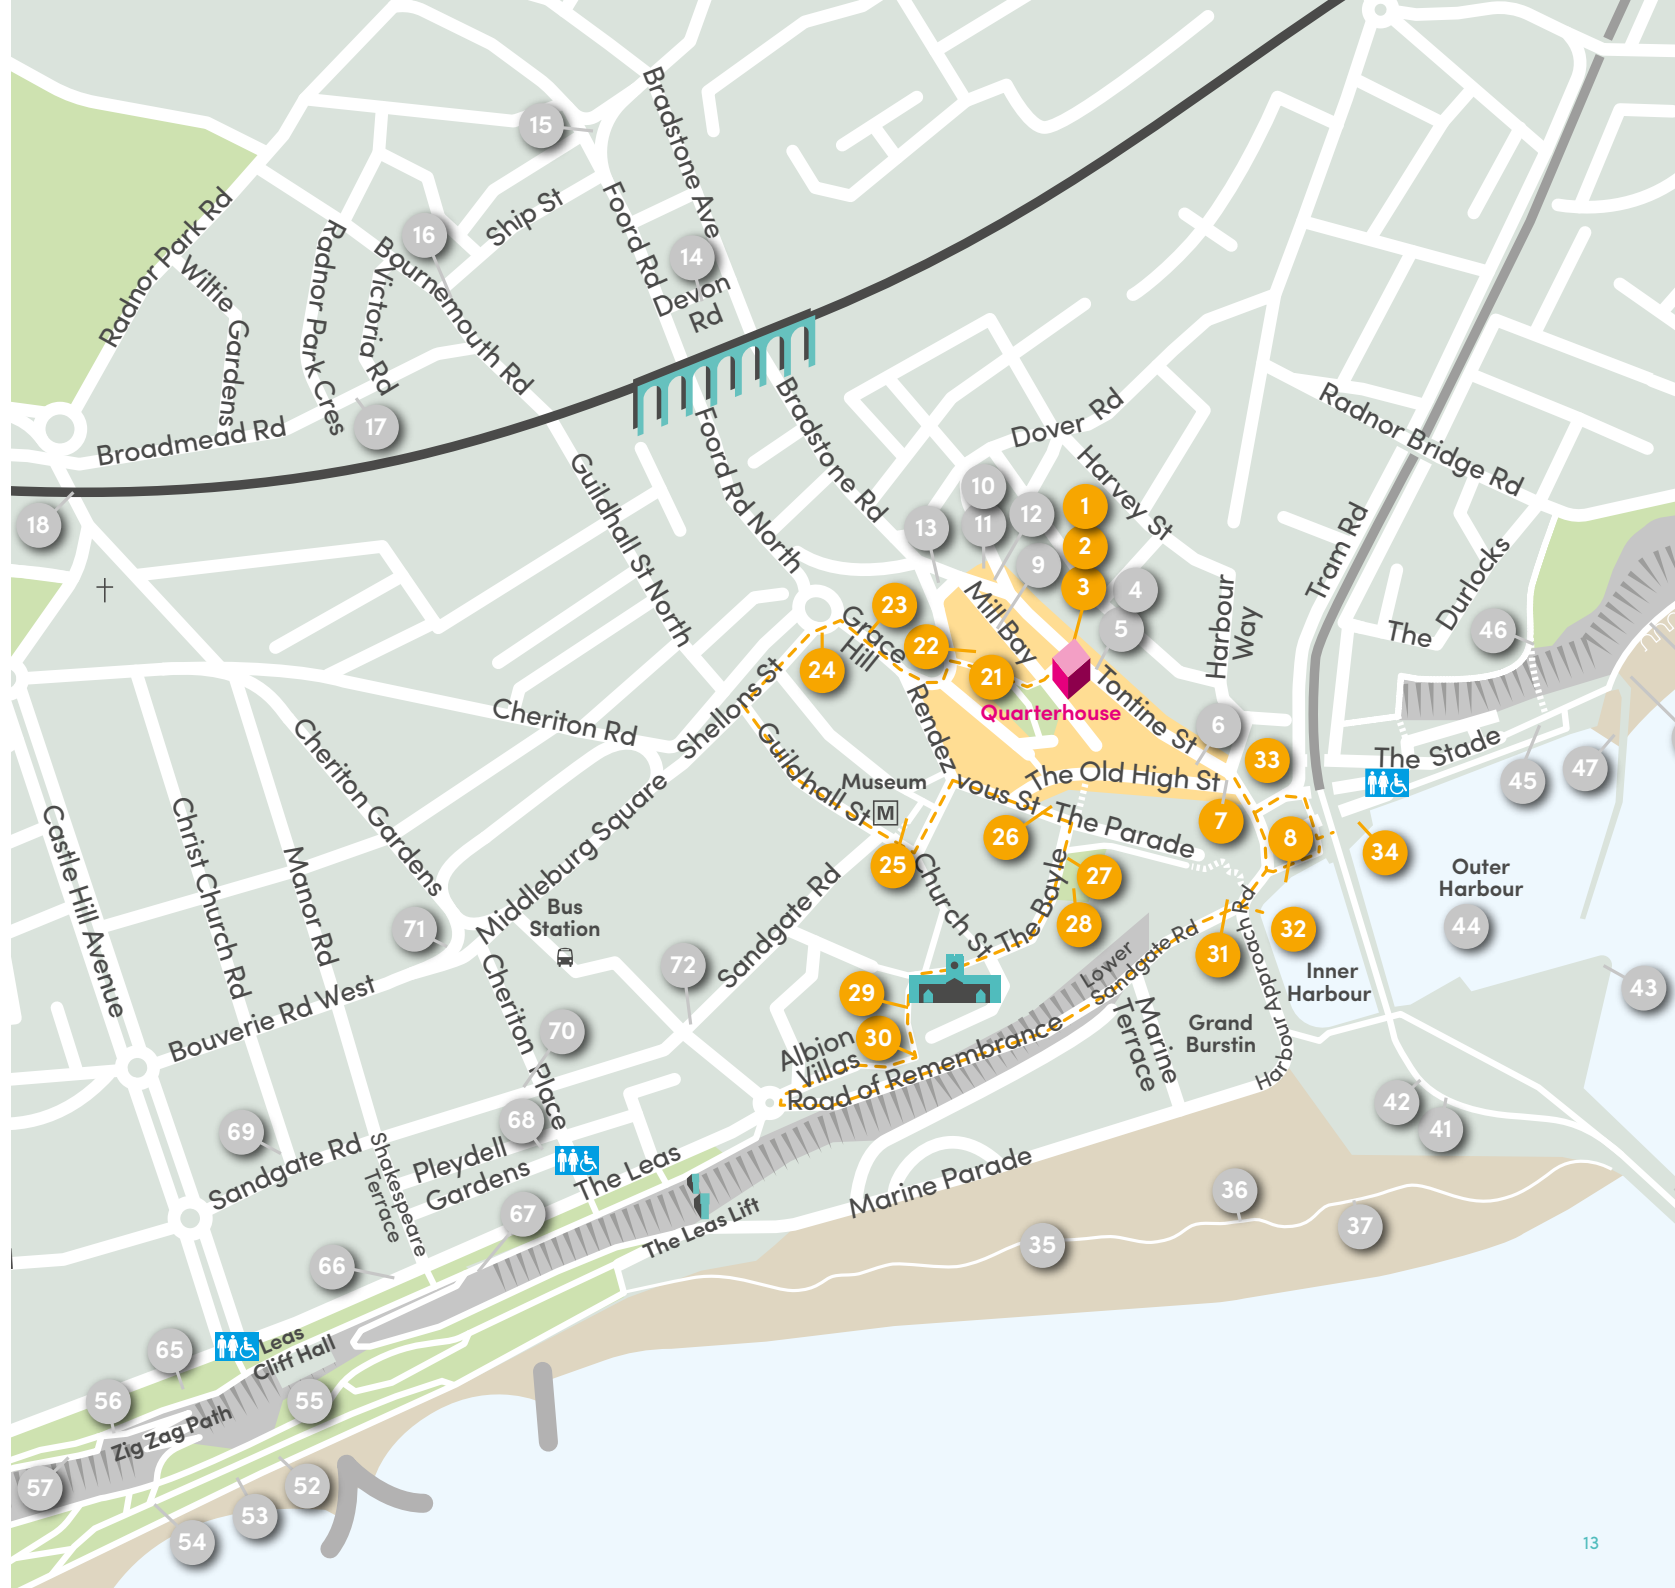 Bradstone Ave
15
Radnor Park Rd
Ship St
Foord Rd
16
14
Wiltie Gardens
Radnor Park Cres
Victoria Rd
Bournemouth Rd
Devon
Rd
17
Broadmead Rd
18
Foord Rd North
Bradstone Rd
Guildhall St North
Dover Rd
Harvey St
Radnor Bridge Rd
Tram Rd
10
11
12
13
9
1
2
3
4
5
Mill Bay
Harbour
Way
The
Durlocks
46
23
22
21
24
Grace
Hill
Quarterhouse
Tontine St
6
33
Cheriton Rd
Shellons St
Rendez
vous St
Guildhall St
Museum
M
The Old High St
The Stade
45
47
Cheriton Gardens
Middleburg Square
26
The Parade
7
8
34
25
Castle Hill Avenue
Christ Church Rd
Manor Rd
Church St
27
28
The Bayle
Outer
Harbour
44
71
Bus
Station
72
Sandgate Rd
Lower
Sandgate Rd
31
32
Inner
Harbour
43
Bouverie Rd West
Cheriton Place
70
29
30
Albion
Villas
Road of Remembrance
Marine
Terrace
Grand
Burstin
Harbour Approach Rd
42
41
69
68
Sandgate Rd
Shakespeare
Terrace
Pleydell
Gardens
The Leas
67
The Leas Lift
Marine Parade
36
35
37
66
65
Leas
Cliff Hall
56
55
Zig Zag Path
57
52
53
54
13